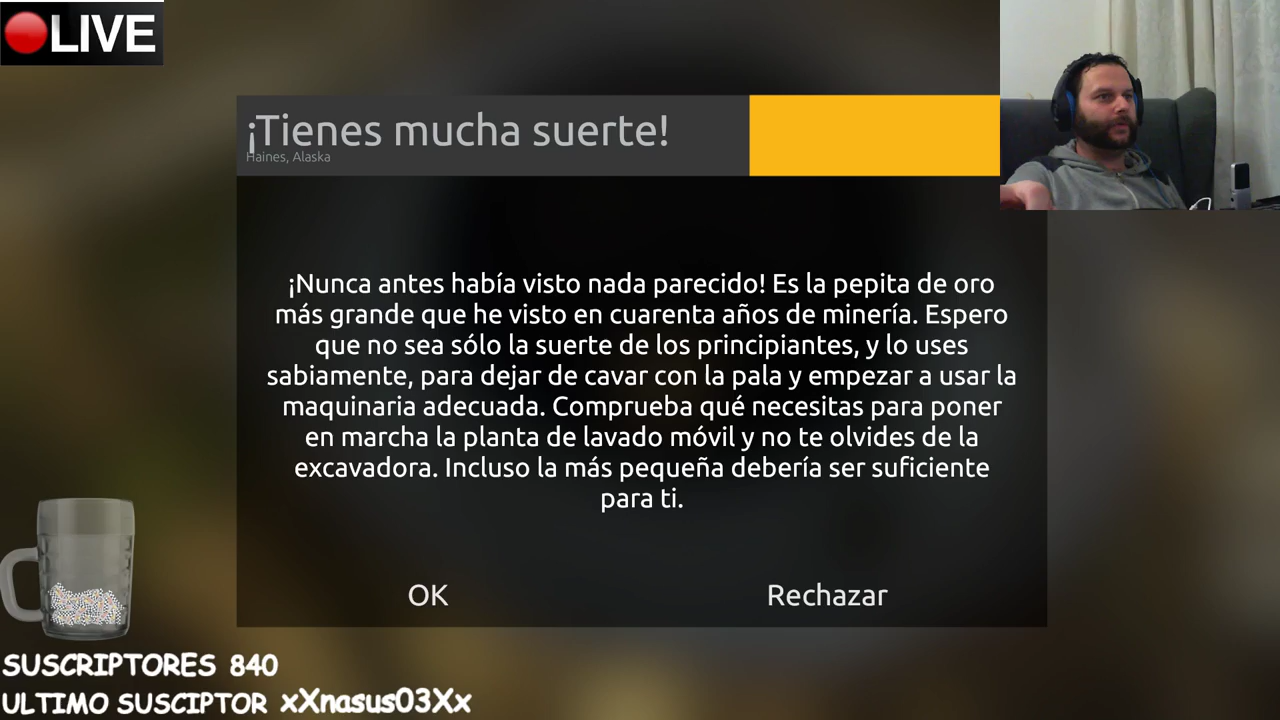 LIVE
¡Tienes mucha suerte!
Haines, Alaska
¡Nunca antes había visto nada parecido! Es la pepita de oro
más grande que he visto en cuarenta años de minería. Espero
que no sea sólo la suerte de los principiantes, y lo uses
sabiamente, para dejar de cavar con la pala y empezar a usar la
maquinaria adecuada. Comprueba qué necesitas para poner
en marcha la planta de lavado móvil y no te olvides de la
excavadora. Incluso la más pequeña debería ser suficiente
para ti.
OK Rechazar
SUSCRIPTORES 840
ULTIMO SUSCIPTOR xXnasus03Xx